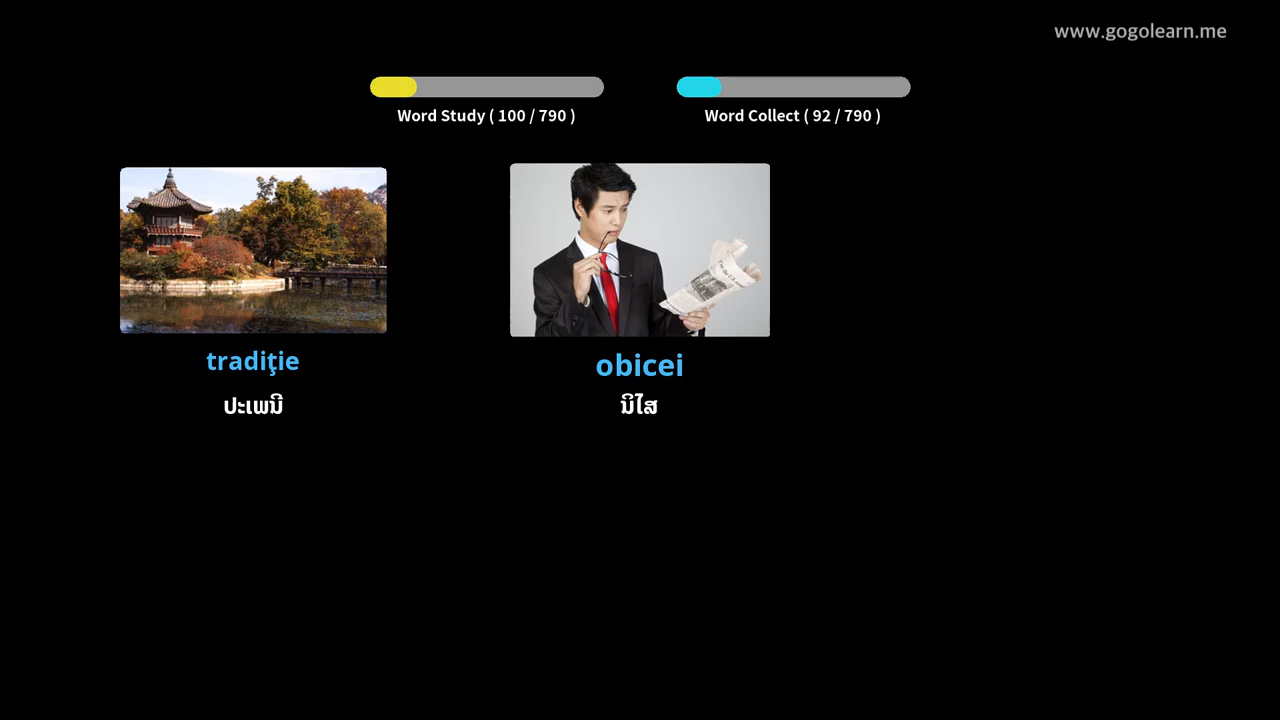 www.gogolearn.me
Word Study ( 100 / 790 )
Word Collect ( 92 / 790 )
tradiţie
ປະເພນີ
obicei
ນິໄສ